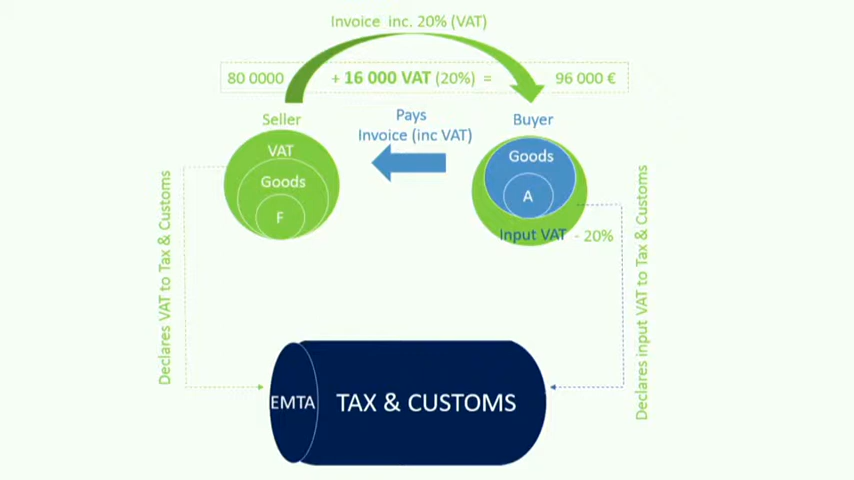 Invoice inc. 20% (VAT)
80 0000 + 16 000 VAT (20%) = 96 000 €
Seller
Pays
Invoice (inc VAT)
Buyer
VAT
Goods
F
Goods
A
Input VAT - 20%
Declares VAT to Tax & Customs
Declares input VAT to Tax & Customs
EMTA
TAX & CUSTOMS